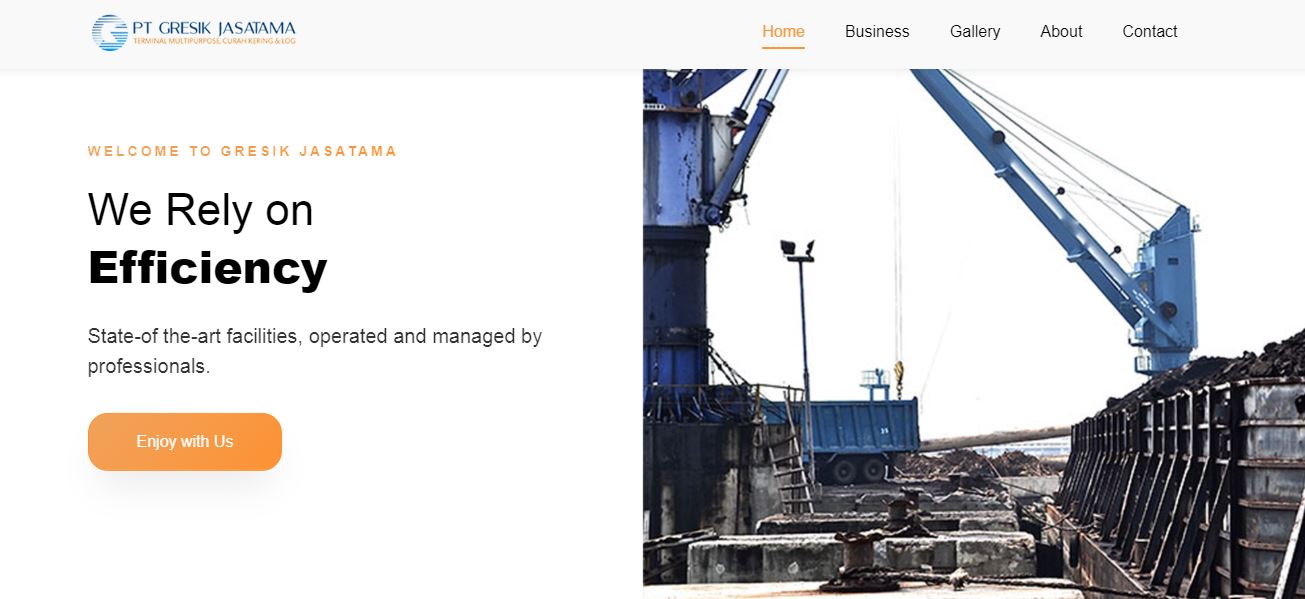 PT GRESIK JASATAMA
TERMINAL MULTIPURPOSE, CURAH KERING & LOG
Home Business Gallery About Contact
WELCOME TO GRESIK JASATAMA
We Rely on
Efficiency
State-of the-art facilities, operated and managed by
professionals.
Enjoy with Us